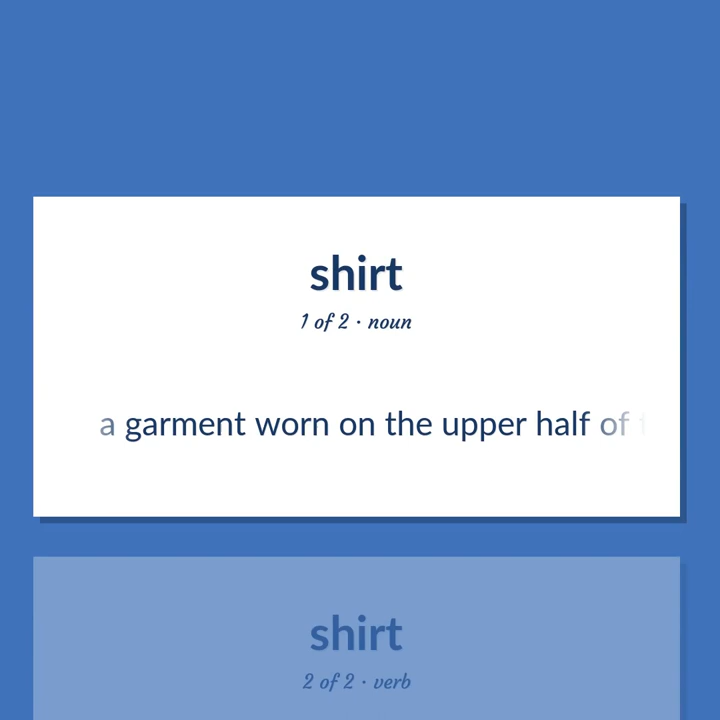 shirt
1 of 2 · noun
a garment worn on the upper half of
shirt
2 of 2 · verb